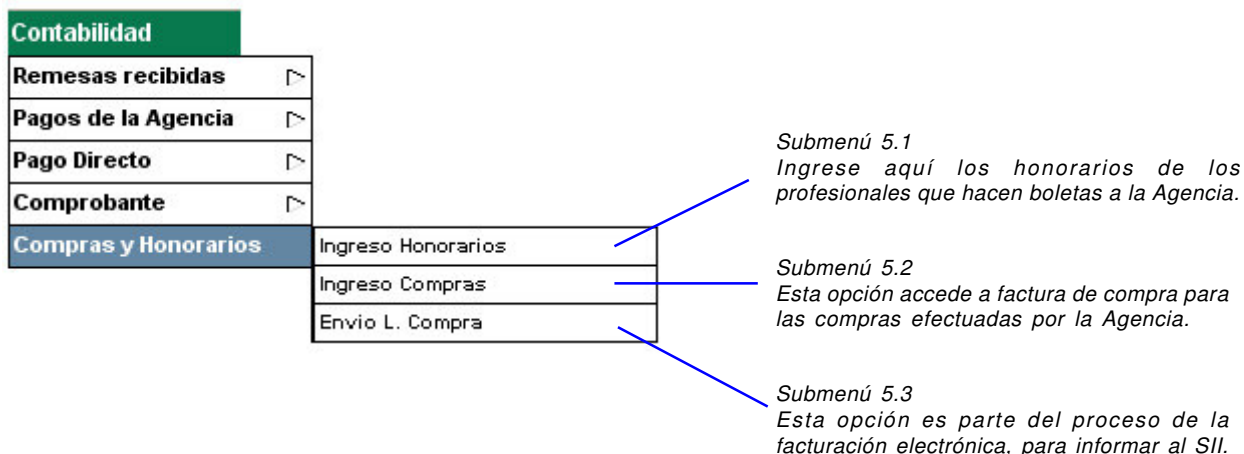 Contabilidad
Remesas recibidas
Pagos de la Agencia
Pago Directo
Comprobante
Compras y Honorarios
Ingreso Honorarios
Ingreso Compras
Envio L. Compra
Submenú 5.1
Ingrese aquí los honorarios de los
profesionales que hacen boletas a la Agencia.
Submenú 5.2
Esta opción accede a factura de compra para
las compras efectuadas por la Agencia.
Submenú 5.3
Esta opción es parte del proceso de la
facturación electrónica, para informar al SII.